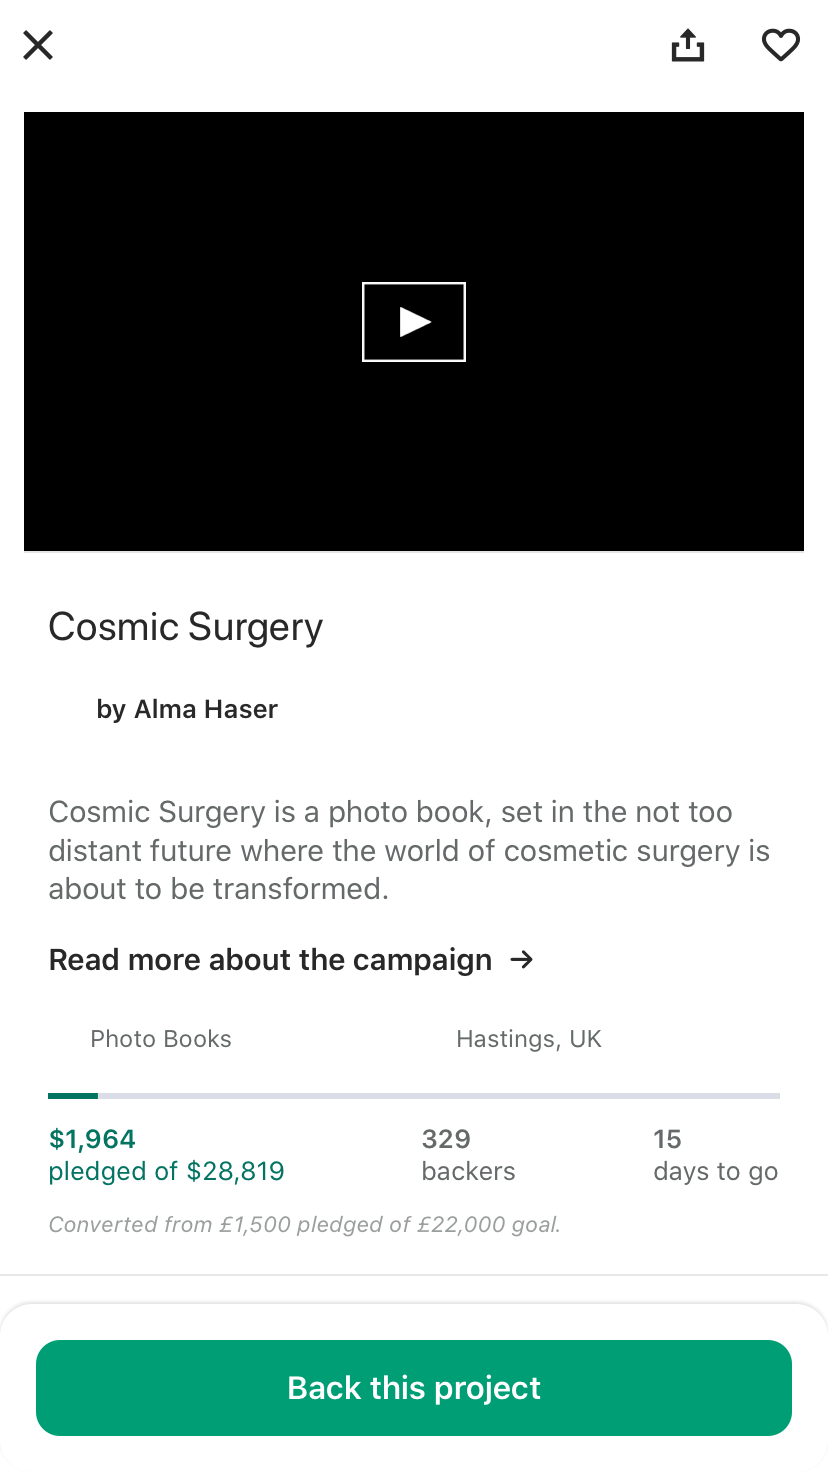 Cosmic Surgery
by Alma Haser
Cosmic Surgery is a photo book, set in the not too
distant future where the world of cosmetic surgery is
about to be transformed.
Read more about the campaign →
Photo Books
Hastings, UK
$1,964
pledged of $28,819
329
backers
15
days to go
Converted from £1,500 pledged of £22,000 goal.
Back this project